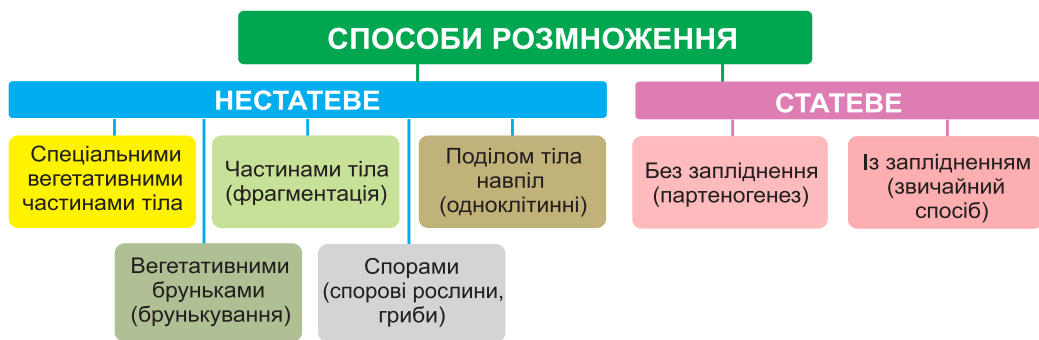 СПОСОБИ РОЗМНОЖЕННЯ
НЕСТАТЕВЕ
СТАТЕВЕ
Спеціальними
вегетативними
частинами тіла
Частинами тіла
(фрагментація)
Поділом тіла
навпіл
(одноклітинні)
Без запліднення
(партеногенез)
Із заплідненням
(звичайний
спосіб)
Вегетативними
бруньками
(брунькування)
Спорами
(спорові рослини,
гриби)